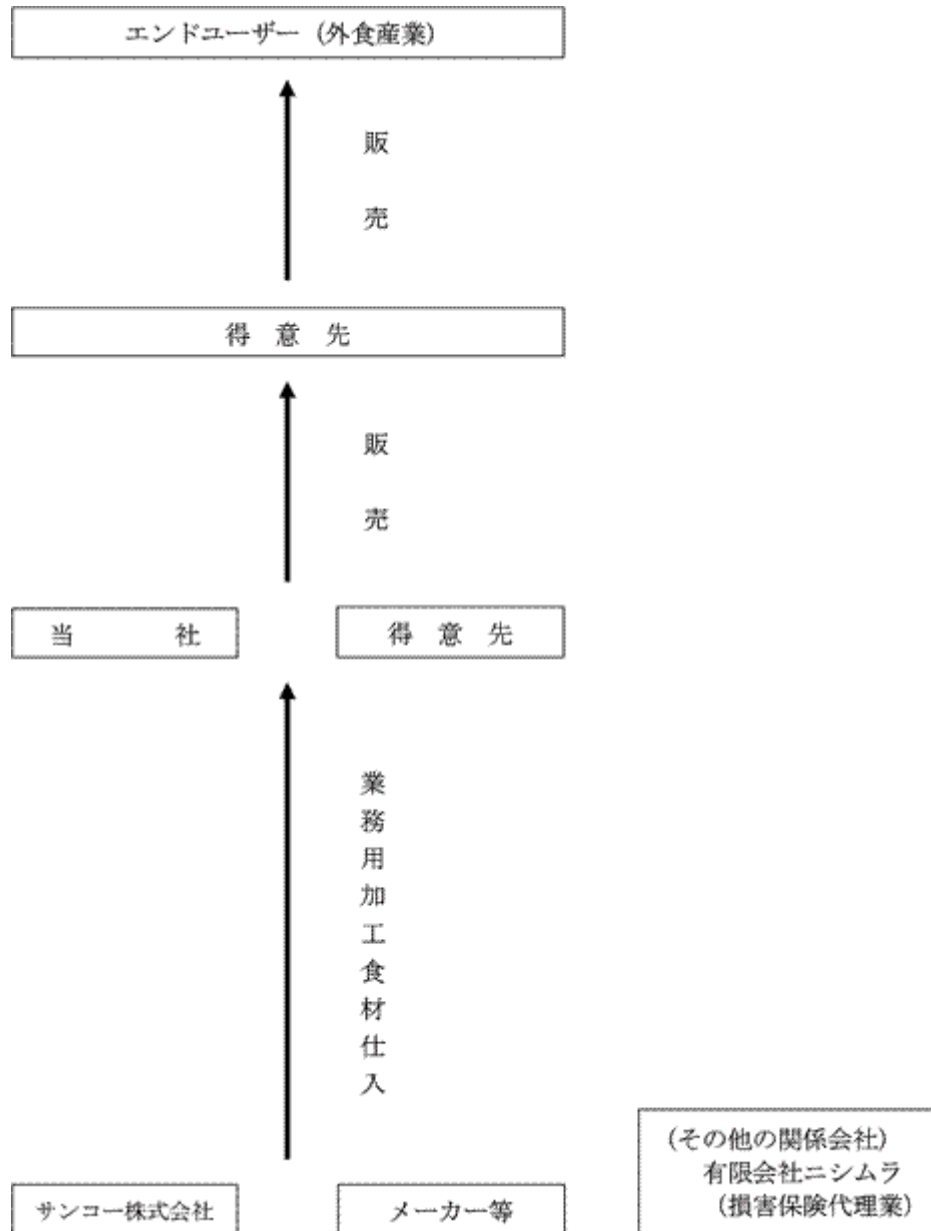 エンドユーザー（外食産業）
販売
得意先
販売
当社
得意先
業務用加工食材仕入
サンコー株式会社
メーカー等
（その他の関係会社）
有限会社ニシムラ
（損害保険代理業）